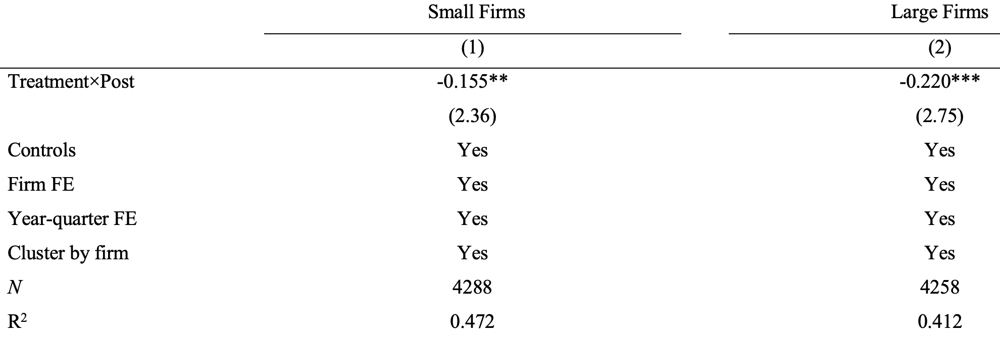 Small Firms Large Firms
(1) (2)
Treatment×Post -0.155** -0.220***
(2.36) (2.75)
Controls Yes Yes
Firm FE Yes Yes
Year-quarter FE Yes Yes
Cluster by firm Yes Yes
N 4288 4258
R² 0.472 0.412